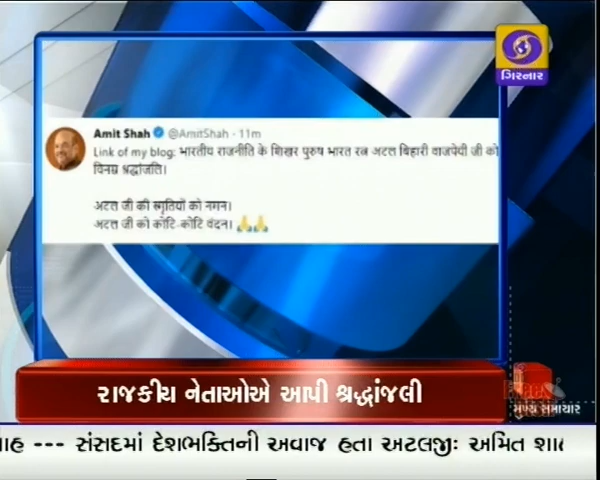 ગિરનાર
Amit Shah @AmitShah · 11m
Link of my blog: भारतीय राजनीति के शिखर पुरुष भारत रत्न अटल बिहारी वाजपेयी जी को
विनम्र श्रद्धांजलि।
अटल जी की स्मृतियों को नमन।
अटल जी को कोटि-कोटि वंदन। 🙏🙏
રાજકીય નેતાઓએ આપી શ્રદ્ધાંજલી
મુખ્ય સમાચાર
--- સંસદમાં દેશભક્તિની અવાજ હતા અટલજીઃ અમિત